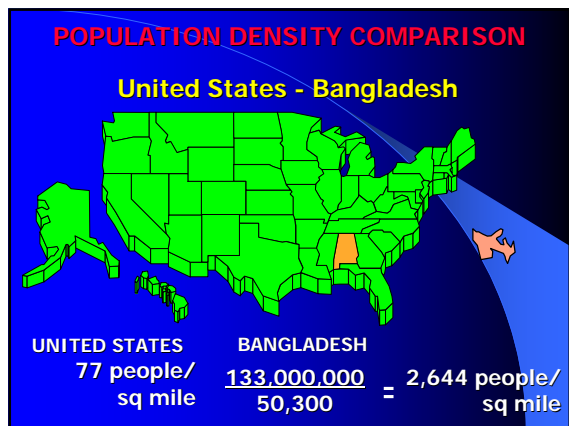 POPULATION DENSITY COMPARISON
United States - Bangladesh
UNITED STATES
77 people/
sq mile
BANGLADESH
133,000,000
50,300
=
2,644 people/
sq mile